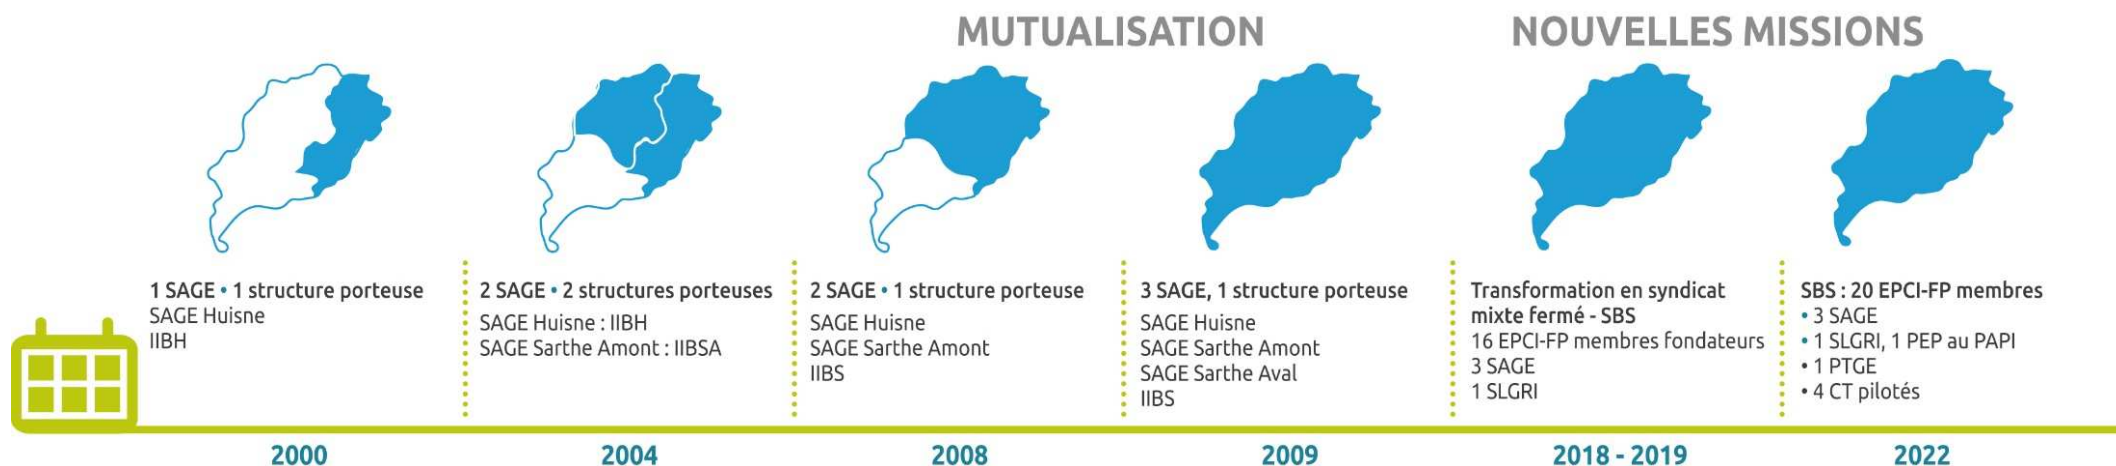 MUTUALISATION
NOUVELLES MISSIONS
1 SAGE • 1 structure porteuse
SAGE Huisne
IIBH
2000
2 SAGE • 2 structures porteuses
SAGE Huisne : IIBH
SAGE Sarthe Amont : IIBSA
2004
2 SAGE • 1 structure porteuse
SAGE Huisne
SAGE Sarthe Amont
IIBS
2008
3 SAGE, 1 structure porteuse
SAGE Huisne
SAGE Sarthe Amont
SAGE Sarthe Aval
IIBS
2009
Transformation en syndicat
mixte fermé - SBS
16 EPCI-FP membres fondateurs
3 SAGE
1 SLGRI
2018 - 2019
SBS : 20 EPCI-FP membres
• 3 SAGE
• 1 SLGRI, 1 PEP au PAPI
• 1 PTGE
• 4 CT pilotés
2022